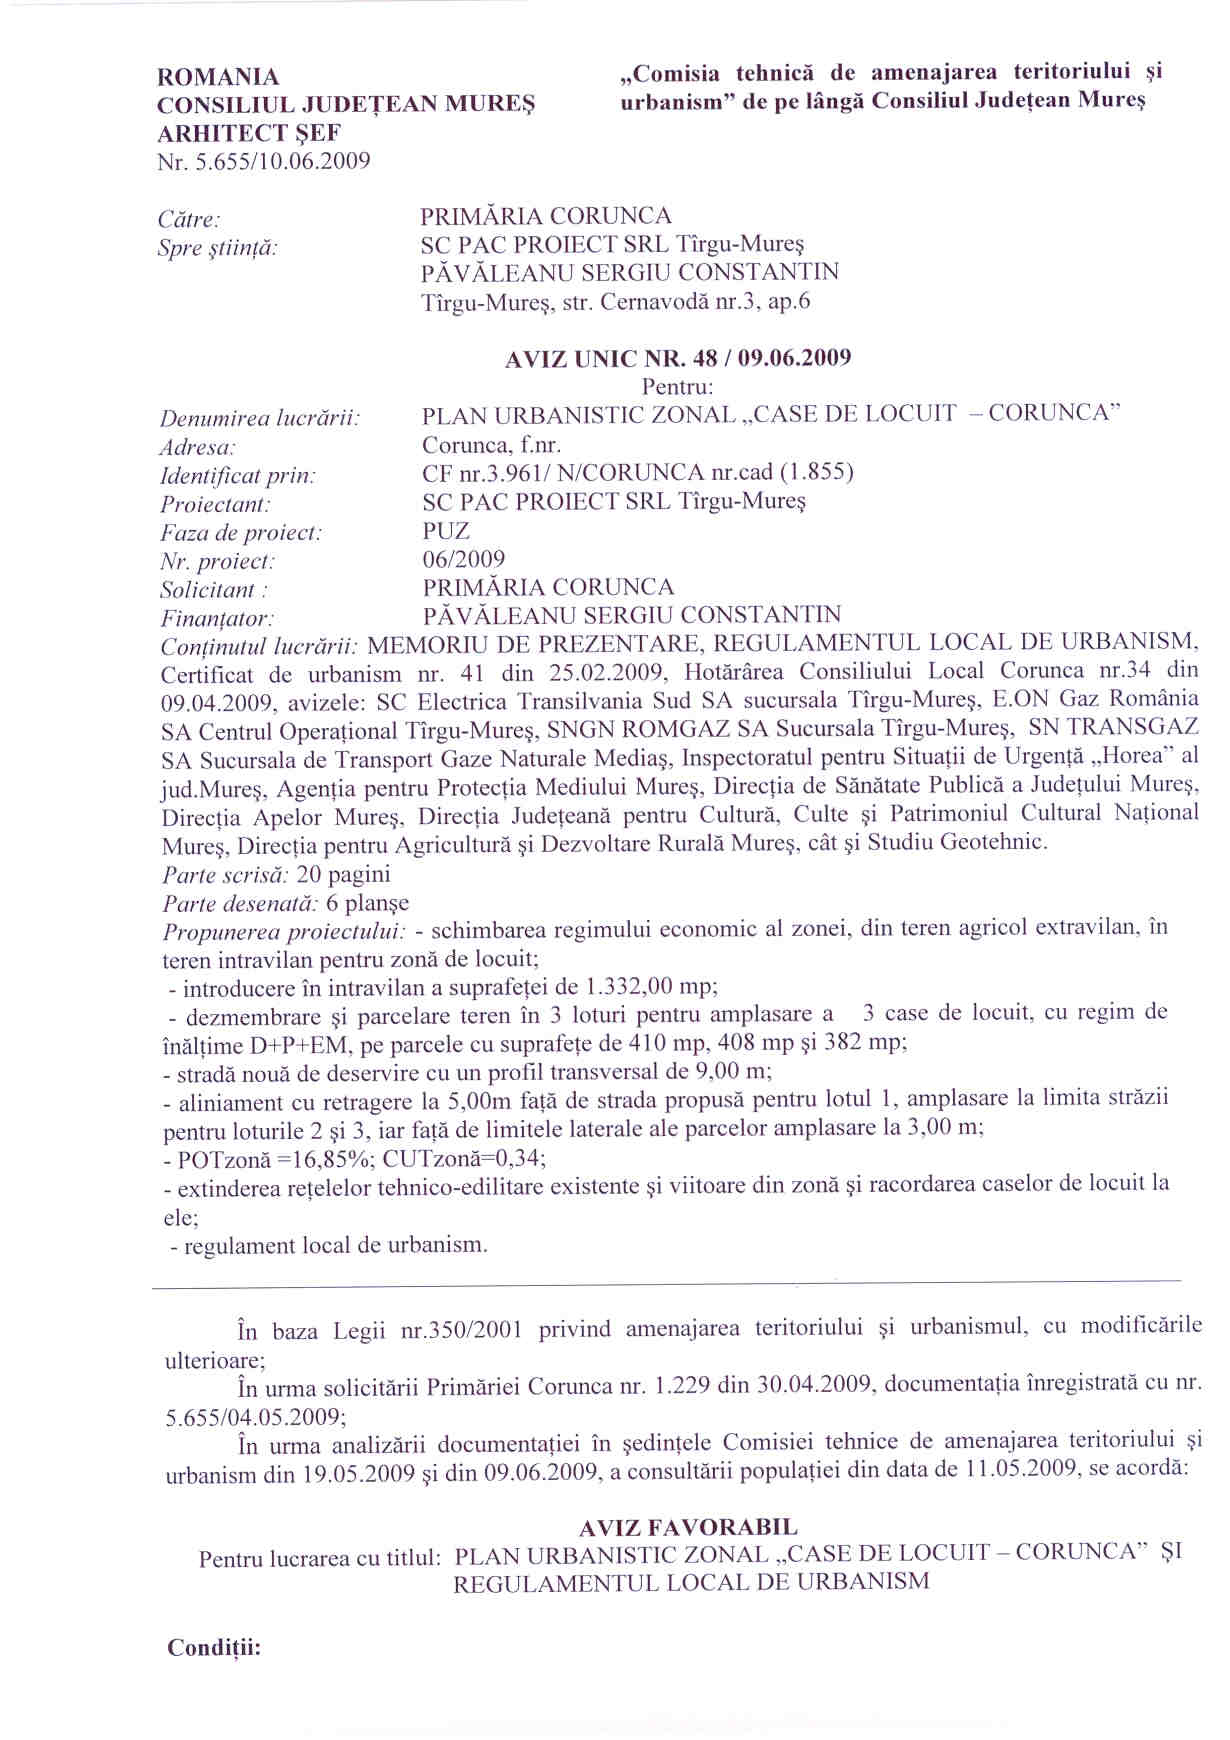 ROMANIA
CONSILIUL JUDEȚEAN MUREȘ
ARHITECT ȘEF
Nr. 5.655/10.06.2009
„Comisia tehnică de amenajarea teritoriului și
urbanism” de pe lângă Consiliul Județean Mureș
Către: PRIMĂRIA CORUNCA
Spre știință: SC PAC PROIECT SRL Tîrgu-Mureș
PĂVĂLEANU SERGIU CONSTANTIN
Tîrgu-Mureș, str. Cernavodă nr.3, ap.6
AVIZ UNIC NR. 48 / 09.06.2009
Pentru:
Denumirea lucrării: PLAN URBANISTIC ZONAL „CASE DE LOCUIT – CORUNCA”
Adresa: Corunca, f.nr.
Identificat prin: CF nr.3.961/ N/CORUNCA nr.cad (1.855)
Proiectant: SC PAC PROIECT SRL Tîrgu-Mureș
Faza de proiect: PUZ
Nr. proiect: 06/2009
Solicitant : PRIMĂRIA CORUNCA
Finanțator: PĂVĂLEANU SERGIU CONSTANTIN
Conținutul lucrării: MEMORIU DE PREZENTARE, REGULAMENTUL LOCAL DE URBANISM,
Certificat de urbanism nr. 41 din 25.02.2009, Hotărârea Consiliului Local Corunca nr.34 din
09.04.2009, avizele: SC Electrica Transilvania Sud SA sucursala Tîrgu-Mureș, E.ON Gaz România
SA Centrul Operațional Tîrgu-Mureș, SNGN ROMGAZ SA Sucursala Tîrgu-Mureș, SN TRANSGAZ
SA Sucursala de Transport Gaze Naturale Mediaș, Inspectoratul pentru Situații de Urgență „Horea” al
jud.Mureș, Agenția pentru Protecția Mediului Mureș, Direcția de Sănătate Publică a Județului Mureș,
Direcția Apelor Mureș, Direcția Județeană pentru Cultură, Culte și Patrimoniul Cultural Național
Mureș, Direcția pentru Agricultură și Dezvoltare Rurală Mureș, cât și Studiu Geotehnic.
Parte scrisă: 20 pagini
Parte desenată: 6 planșe
Propunerea proiectului: - schimbarea regimului economic al zonei, din teren agricol extravilan, în
teren intravilan pentru zonă de locuit;
- introducere în intravilan a suprafeței de 1.332,00 mp;
- dezmembrare și parcelare teren în 3 loturi pentru amplasare a 3 case de locuit, cu regim de
înălțime D+P+EM, pe parcele cu suprafețe de 410 mp, 408 mp și 382 mp;
- stradă nouă de deservire cu un profil transversal de 9,00 m;
- aliniament cu retragere la 5,00m față de strada propusă pentru lotul 1, amplasare la limita străzii
pentru loturile 2 și 3, iar față de limitele laterale ale parcelor amplasare la 3,00 m;
- POTzonă =16,85%; CUTzonă=0,34;
- extinderea rețelelor tehnico-edilitare existente și viitoare din zonă și racordarea caselor de locuit la
ele;
- regulament local de urbanism.
În baza Legii nr.350/2001 privind amenajarea teritoriului și urbanismul, cu modificările
ulterioare;
În urma solicitării Primăriei Corunca nr. 1.229 din 30.04.2009, documentația înregistrată cu nr.
5.655/04.05.2009;
În urma analizării documentației în ședințele Comisiei tehnice de amenajarea teritoriului și
urbanism din 19.05.2009 și din 09.06.2009, a consultării populației din data de 11.05.2009, se acordă:
AVIZ FAVORABIL
Pentru lucrarea cu titlul: PLAN URBANISTIC ZONAL „CASE DE LOCUIT – CORUNCA” ȘI
REGULAMENTUL LOCAL DE URBANISM
Condiții: